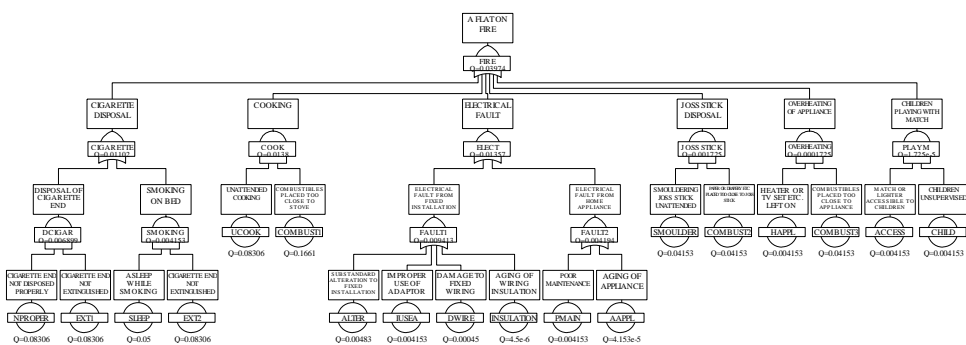 A FLAT ON
FIRE
FIRE
Q=0.03974
CIGARETTE
DISPOSAL
CIGARETTE
Q=0.01102
COOKING
COOK
Q=0.0138
ELECTRICAL
FAULT
ELECT
Q=0.01357
JOSS STICK
DISPOSAL
JOSS STICK
Q=0.001725
OVERHEATING
OF APPLIANCE
OVERHEATING
Q=0.0001725
CHILDREN
PLAYING WITH
MATCH
PLAYM
Q=1.725e-5
DISPOSAL OF
CIGARETTE
END
DCIGAR
Q=0.006899
SMOKING
ON BED
SMOKING
Q=0.004153
UNATTENDED
COOKING
UCOOK
Q=0.08306
COMBUSTIBLES
PLACED TOO
CLOSE TO
STOVE
COMBUST1
Q=0.1661
ELECTRICAL
FAULT FROM
FIXED
INSTALLATION
FAULT1
Q=0.009413
ELECTRICAL
FAULT FROM
HOME
APPLIANCE
FAULT2
Q=0.004194
SMOULDERING
JOSS STICK
UNATTENDED
SMOULDER
Q=0.04153
PLACED TOO CLOSE TO JOSS
STICK
COMBUST2
Q=0.04153
HEATER OR
TV SET ETC.
LEFT ON
HAPPL
Q=0.004153
COMBUSTIBLES
PLACED TOO
CLOSE TO
APPLIANCE
COMBUST3
Q=0.04153
MATCH OR
LIGHTER
ACCESSIBLE TO
CHILDREN
ACCESS
Q=0.004153
CHILDREN
UNSUPERVISED
CHILD
Q=0.004153
CIGARETTE END
NOT DISPOSED
PROPERLY
NPROPER
Q=0.08306
CIGARETTE END
NOT
EXTINGUISHED
EXT1
Q=0.08306
ASLEEP
WHILE
SMOKING
SLEEP
Q=0.05
CIGARETTE END
NOT
EXTINGUISHED
EXT2
Q=0.08306
SUBSTANDARD
ALTERATION TO
FIXED
INSTALLATION
ALTER
Q=0.00483
IMPROPER
USE OF
ADAPTOR
IUSEA
Q=0.004153
DAMAGE TO
FIXED
WIRING
DWIRE
Q=0.00045
AGING OF
WIRING
INSULATION
INSULATION
Q=4.5e-6
POOR
MAINTENANCE
PMAIN
Q=0.004153
AGING OF
APPLIANCE
AAPPL
Q=4.153e-5